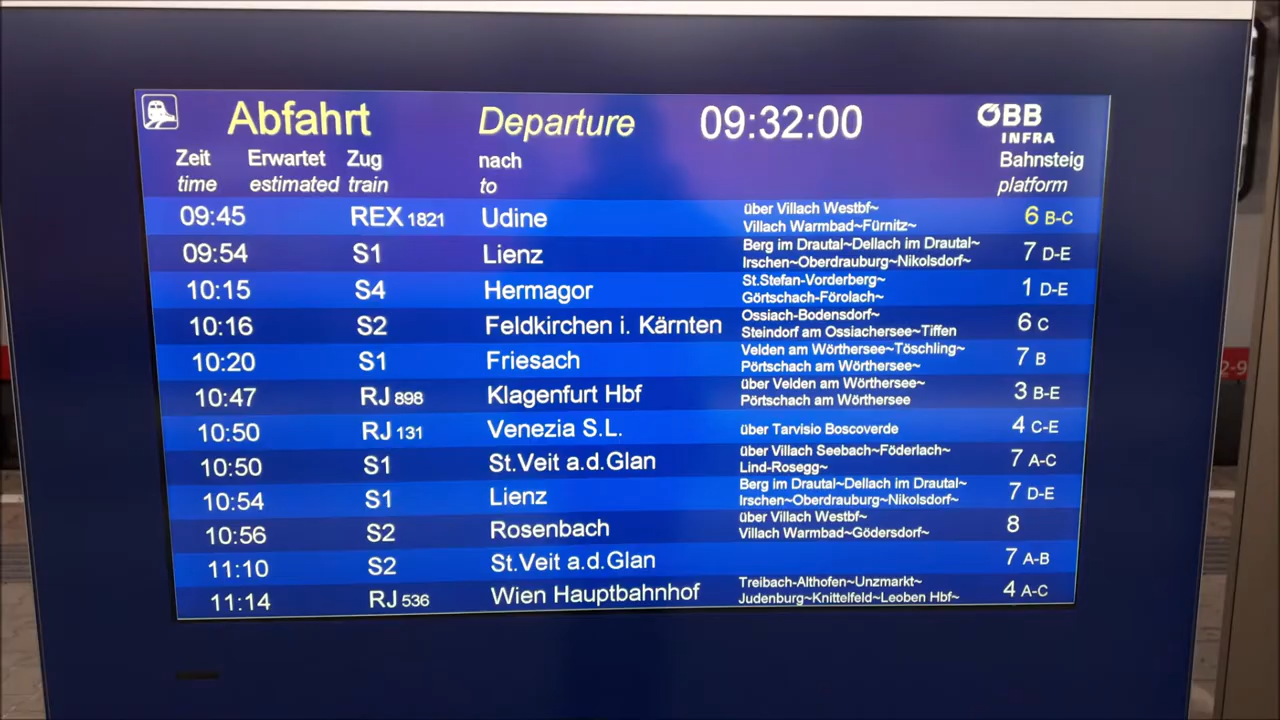 Abfahrt Departure 09:32:00 ÖBB
INFRA
Zeit Erwartet Zug nach Bahnsteig
time estimated train to platform
09:45 REX 1821 Udine über Villach Westbf~ 6 B-C
Villach Warmbad~Fürnitz~
09:54 S1 Lienz Berg im Drautal~Dellach im Drautal~ 7 D-E
Irschen~Oberdrauburg~Nikolsdorf~
10:15 S4 Hermagor St.Stefan-Vorderberg~ 1 D-E
Görtschach-Förolach~
10:16 S2 Feldkirchen i. Kärnten Ossiach-Bodensdorf~ 6 C
Steindorf am Ossiachersee~Tiffen
10:20 S1 Friesach Velden am Wörthersee~Töschling~ 7 B
Pörtschach am Wörthersee~
10:47 RJ 898 Klagenfurt Hbf über Velden am Wörthersee~ 3 B-E
Pörtschach am Wörthersee
10:50 RJ 131 Venezia S.L. über Tarvisio Boscoverde 4 C-E
10:50 S1 St.Veit a.d.Glan über Villach Seebach~Föderlach~ 7 A-C
Lind-Rosegg~
10:54 S1 Lienz Berg im Drautal~Dellach im Drautal~ 7 D-E
Irschen~Oberdrauburg~Nikolsdorf~
10:56 S2 Rosenbach über Villach Westbf~ 8
Villach Warmbad~Gödersdorf~
11:10 S2 St.Veit a.d.Glan 7 A-B
11:14 RJ 536 Wien Hauptbahnhof Treibach-Althofen~Unzmarkt~ 4 A-C
Judenburg~Knittelfeld~Leoben Hbf~
2-9